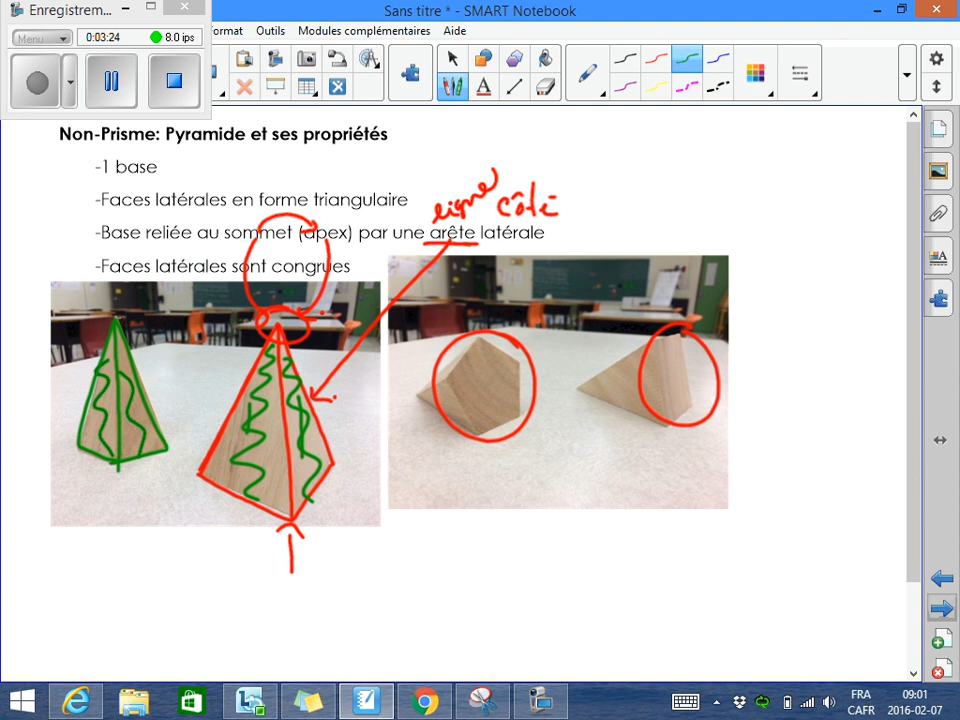 Enregistrem...
Sans titre * - SMART Notebook
Menu
0:03:24
8.0 ips
ormat Outils Modules complémentaires Aide
A
A
Non-Prisme: Pyramide et ses propriétés
-1 base
-Faces latérales en forme triangulaire
ligne côté
-Base reliée au sommet (apex) par une arête latérale
-Faces latérales sont congrues
FRA
CAFR
09:01
2016-02-07